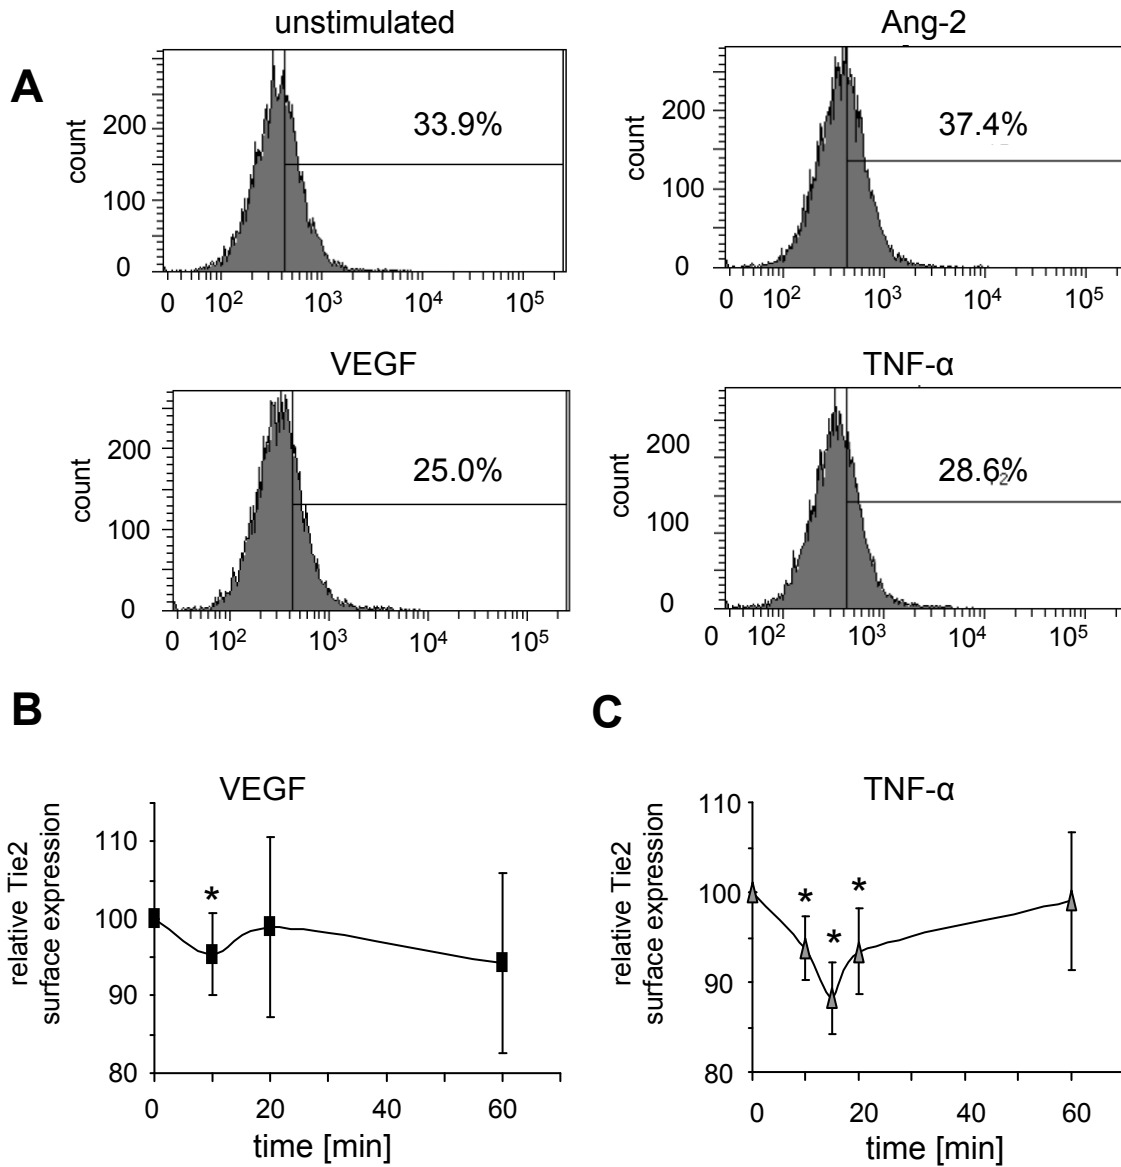 A
unstimulated
count
200
100
0
33.9%
0 10² 10³ 10⁴ 10⁵
Ang-2
count
200
100
0
37.4%
0 10² 10³ 10⁴ 10⁵
VEGF
count
200
100
0
25.0%
0 10² 10³ 10⁴ 10⁵
TNF-α
count
200
100
0
28.6%
0 10² 10³ 10⁴ 10⁵
B
VEGF
relative Tie2
surface expression
110
100
90
80
*
0 20 40 60
time [min]
C
TNF-α
relative Tie2
surface expression
110
100
90
80
* * *
0 20 40 60
time [min]